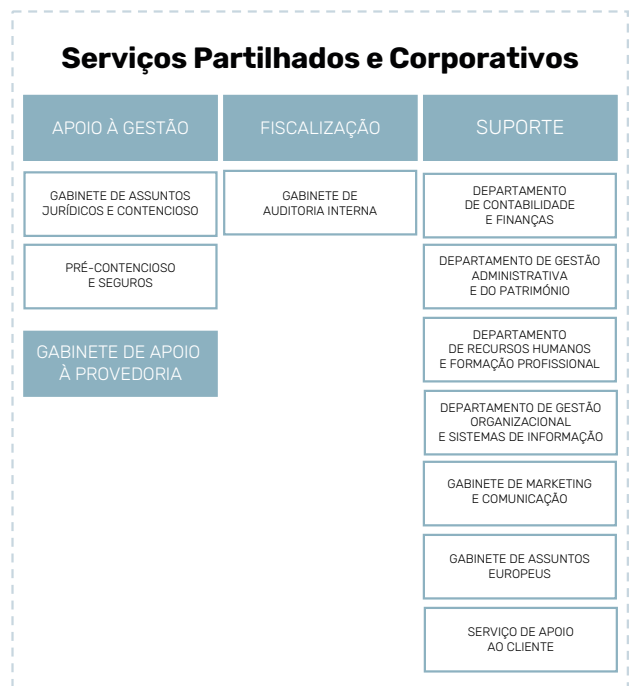 Serviços Partilhados e Corporativos
APOIO À GESTÃO
GABINETE DE ASSUNTOS
JURÍDICOS E CONTENCIOSO
PRÉ-CONTENCIOSO
E SEGUROS
GABINETE DE APOIO
À PROVEDORIA
FISCALIZAÇÃO
GABINETE DE
AUDITORIA INTERNA
SUPORTE
DEPARTAMENTO
DE CONTABILIDADE
E FINANÇAS
DEPARTAMENTO DE GESTÃO
ADMINISTRATIVA
E DO PATRIMÓNIO
DEPARTAMENTO
DE RECURSOS HUMANOS
E FORMAÇÃO PROFISSIONAL
DEPARTAMENTO DE GESTÃO
ORGANIZACIONAL
E SISTEMAS DE INFORMAÇÃO
GABINETE DE MARKETING
E COMUNICAÇÃO
GABINETE DE ASSUNTOS
EUROPEUS
SERVIÇO DE APOIO
AO CLIENTE